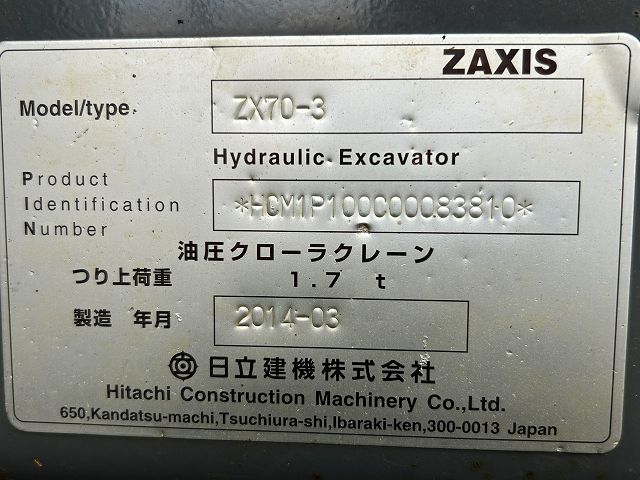 ZAXIS
Model/type ZX70-3
Hydraulic Excavator
Product
Identification
Number
*HCM1P100C00083810*
油圧クローラクレーン
つり上荷重 1.7 t
製造 年月 2014-03
日立建機株式会社
Hitachi Construction Machinery Co.,Ltd.
650,Kandatsu-machi,Tsuchiura-shi,Ibaraki-ken,300-0013 Japan